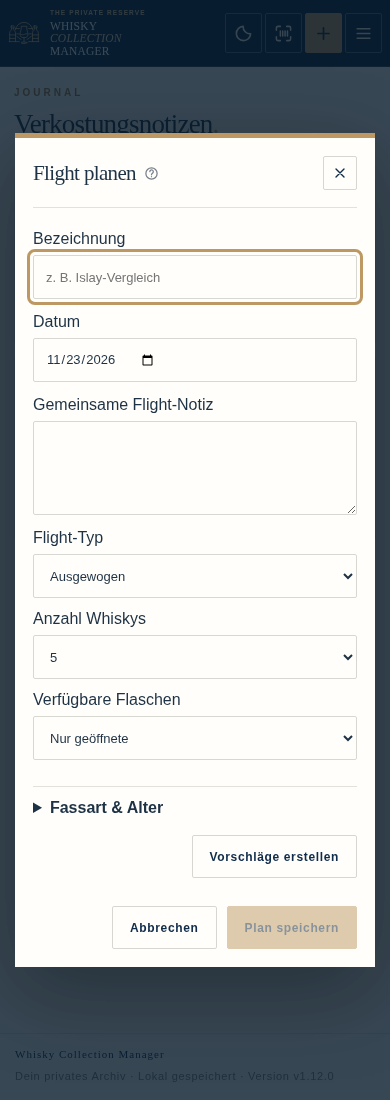 THE PRIVATE RESERVE
WHISKY
COLLECTION
MANAGER
JOURNAL
Verkostungsnotizen.
Flight planen
Bezeichnung
z. B. Islay-Vergleich
Datum
11/23/2026
Gemeinsame Flight-Notiz
Flight-Typ
Ausgewogen
Anzahl Whiskys
5
Verfügbare Flaschen
Nur geöffnete
Fassart & Alter
Vorschläge erstellen
Abbrechen
Plan speichern
Whisky Collection Manager
Dein privates Archiv · Lokal gespeichert · Version v1.12.0